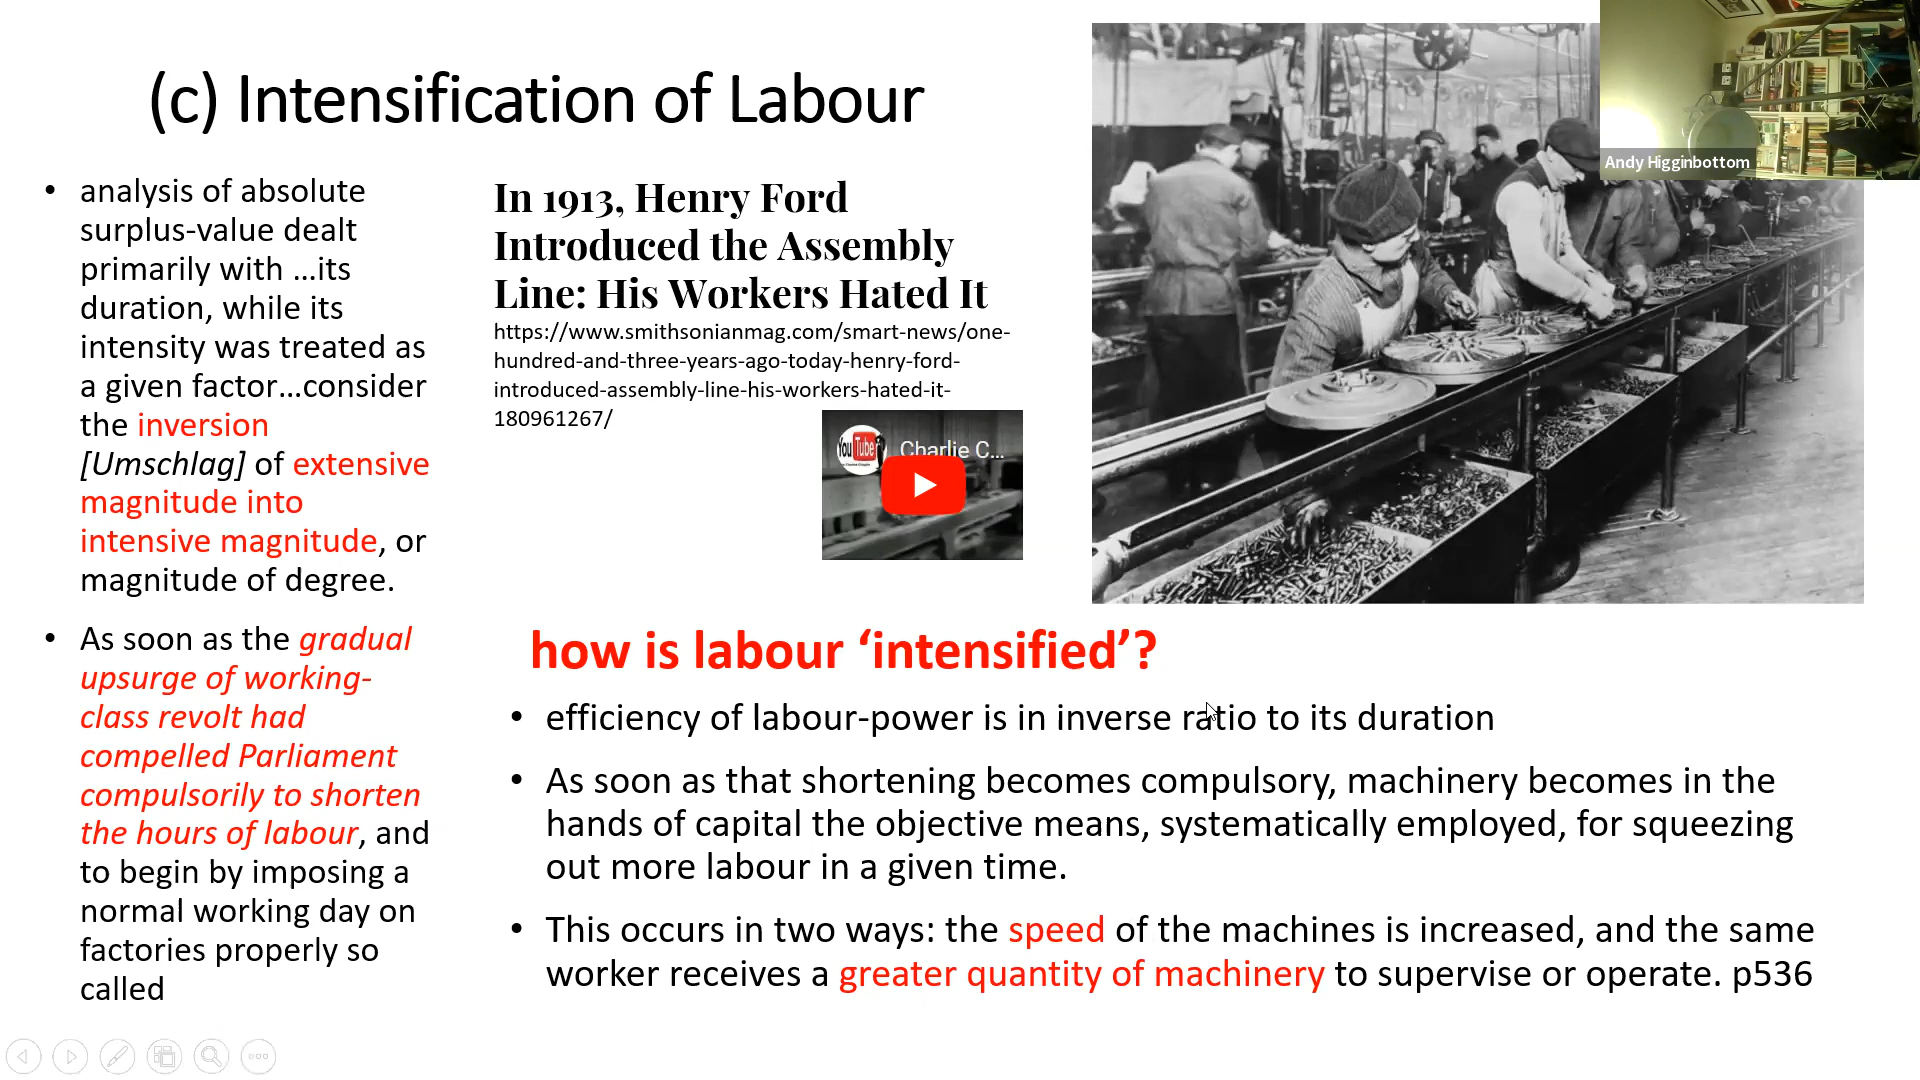 (c) Intensification of Labour
• analysis of absolute
surplus-value dealt
primarily with …its
duration, while its
intensity was treated as
a given factor…consider
the inversion
[Umschlag] of extensive
magnitude into
intensive magnitude, or
magnitude of degree.
• As soon as the gradual
upsurge of working-
class revolt had
compelled Parliament
compulsorily to shorten
the hours of labour, and
to begin by imposing a
normal working day on
factories properly so
called
In 1913, Henry Ford
Introduced the Assembly
Line: His Workers Hated It
https://www.smithsonianmag.com/smart-news/one-
hundred-and-three-years-ago-today-henry-ford-
introduced-assembly-line-his-workers-hated-it-
180961267/
YouTube
Charlie C...
Andy Higginbottom
how is labour ‘intensified’?
• efficiency of labour-power is in inverse ratio to its duration
• As soon as that shortening becomes compulsory, machinery becomes in the
hands of capital the objective means, systematically employed, for squeezing
out more labour in a given time.
• This occurs in two ways: the speed of the machines is increased, and the same
worker receives a greater quantity of machinery to supervise or operate. p536